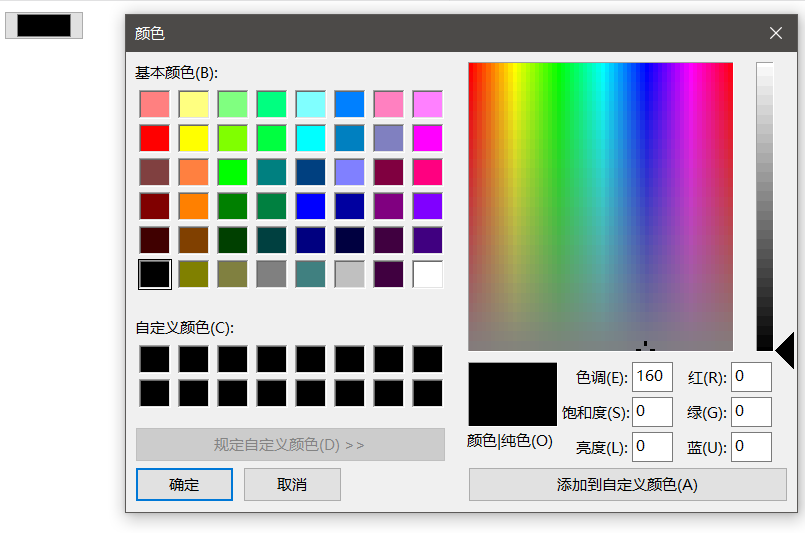 颜色
基本颜色(B):
自定义颜色(C):
规定自定义颜色(D) >>
确定
取消
颜色|纯色(O)
色调(E): 160
饱和度(S): 0
亮度(L): 0
红(R): 0
绿(G): 0
蓝(U): 0
添加到自定义颜色(A)